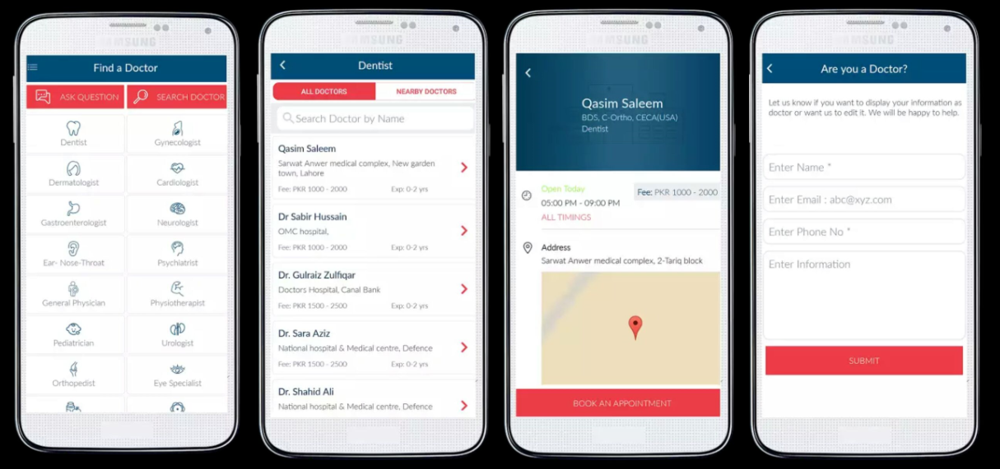 SAMSUNG
Find a Doctor
ASK QUESTION
SEARCH DOCTOR
Dentist
Gynecologist
Dermatologist
Cardiologist
Gastroenterologist
Neurologist
Ear- Nose-Throat
Psychiatrist
General Physician
Physiotherapist
Pediatrician
Urologist
Orthopedist
Eye Specialist
SAMSUNG
Dentist
ALL DOCTORS
NEARBY DOCTORS
Search Doctor by Name
Qasim Saleem
Sarwat Anwer medical complex, New garden
town, Lahore
Fee: PKR 1000 - 2000
Exp: 0-2 yrs
Dr Sabir Hussain
OMC hospital,
Fee: PKR 1000 - 2000
Exp: 0-2 yrs
Dr. Gulraiz Zulfiqar
Doctors Hospital, Canal Bank
Fee: PKR 1500 - 2500
Exp: 0-2 yrs
Dr. Sara Aziz
National hospital & Medical centre, Defence
Fee: PKR 1500 - 2500
Exp: 0-2 yrs
Dr. Shahid Ali
National hospital & Medical centre, Defence
SAMSUNG
Qasim Saleem
BDS, C-Ortho, CECA(USA)
Dentist
Open Today
Fee: PKR 1000 - 2000
05:00 PM - 09:00 PM
ALL TIMINGS
Address
Sarwat Anwer medical complex, 2-Tariq block
BOOK AN APPOINTMENT
SAMSUNG
Are you a Doctor?
Let us know if you want to display your information as
doctor or want us to edit it. We will be happy to help.
Enter Name *
Enter Email : abc@xyz.com
Enter Phone No *
Enter Information
SUBMIT